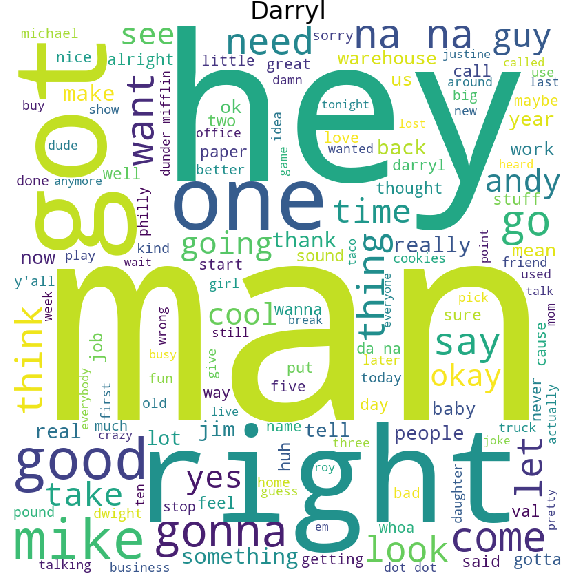 Darryl
michael
see
need
sorry
na na
guy
nice
alright
little
great
warehouse
justine
called
got
hey
damn
us
call
use
make
want
dunder mifflin
ok
tonight
around
last
buy
show
two
idea
love
back
big
maybe
office
lost
new
year
dude
paper
game
wanted
darryl
heard
work
done
anymore
well
better
one
thought
andy
stuff
philly
time
go
now
play
kind
going
thank
taco
thing
really
point
mean
wait
sound
cookies
friend
used
y'all
week
start
girl
wanna
everyone
talk
mom
think
man
job
wrong
cool
still
break
pick
sure
cause
busy
da na
say
everybody
fun
give
put
later
okay
first
old
way
five
today
never
live
day
baby
real
much
crazy
lot
jim
name
tell
people
truck
actually
good
right
huh
three
joke
let
take
yes
roy
home
guess
bad
daughter
ten
stop
feel
val
pretty
pound
dwight
mike
gonna
em
whoa
look
come
something
getting
said
gotta
talking
business
dot dot